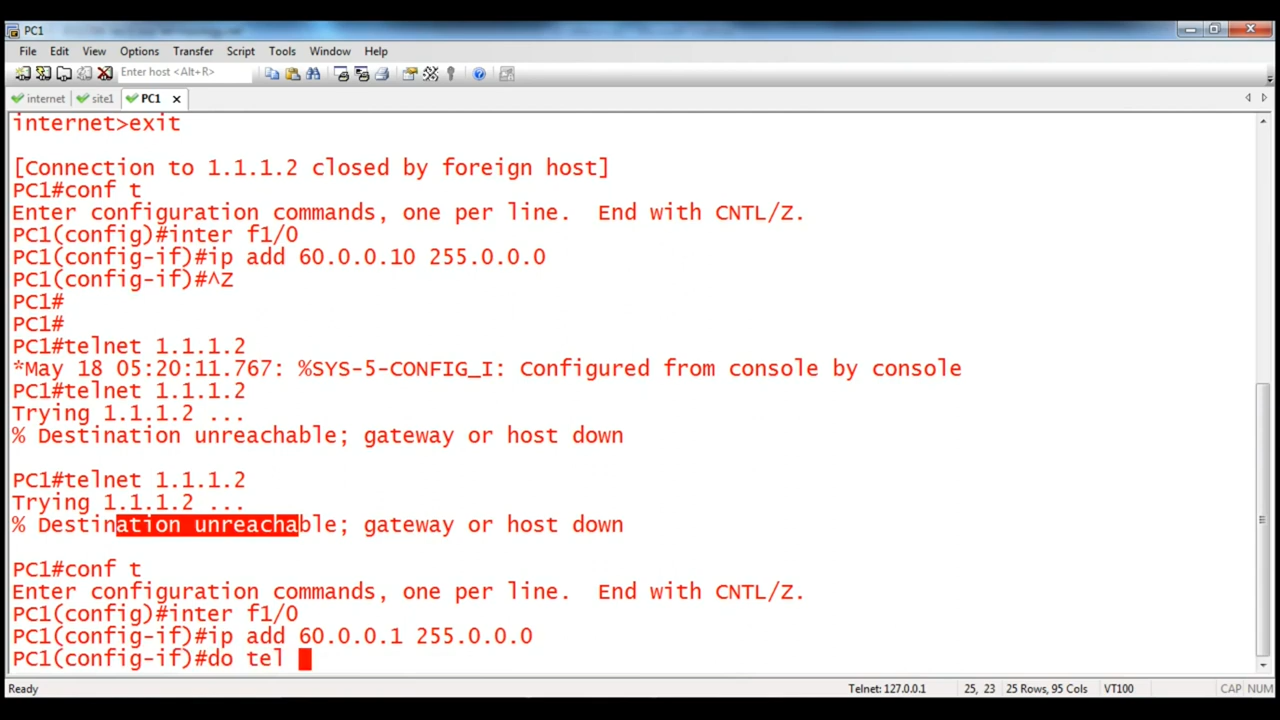 PC1
File Edit View Options Transfer Script Tools Window Help
Enter host <Alt+R>
internet site1 PC1
internet>exit
[Connection to 1.1.1.2 closed by foreign host]
PC1#conf t
Enter configuration commands, one per line.  End with CNTL/Z.
PC1(config)#inter f1/0
PC1(config-if)#ip add 60.0.0.10 255.0.0.0
PC1(config-if)#^Z
PC1#
PC1#
PC1#telnet 1.1.1.2
*May 18 05:20:11.767: %SYS-5-CONFIG_I: Configured from console by console
PC1#telnet 1.1.1.2
Trying 1.1.1.2 ...
% Destination unreachable; gateway or host down
PC1#telnet 1.1.1.2
Trying 1.1.1.2 ...
% Destination unreachable; gateway or host down
PC1#conf t
Enter configuration commands, one per line.  End with CNTL/Z.
PC1(config)#inter f1/0
PC1(config-if)#ip add 60.0.0.1 255.0.0.0
PC1(config-if)#do tel
Ready Telnet: 127.0.0.1 25, 23 25 Rows, 95 Cols VT100 CAP NUM